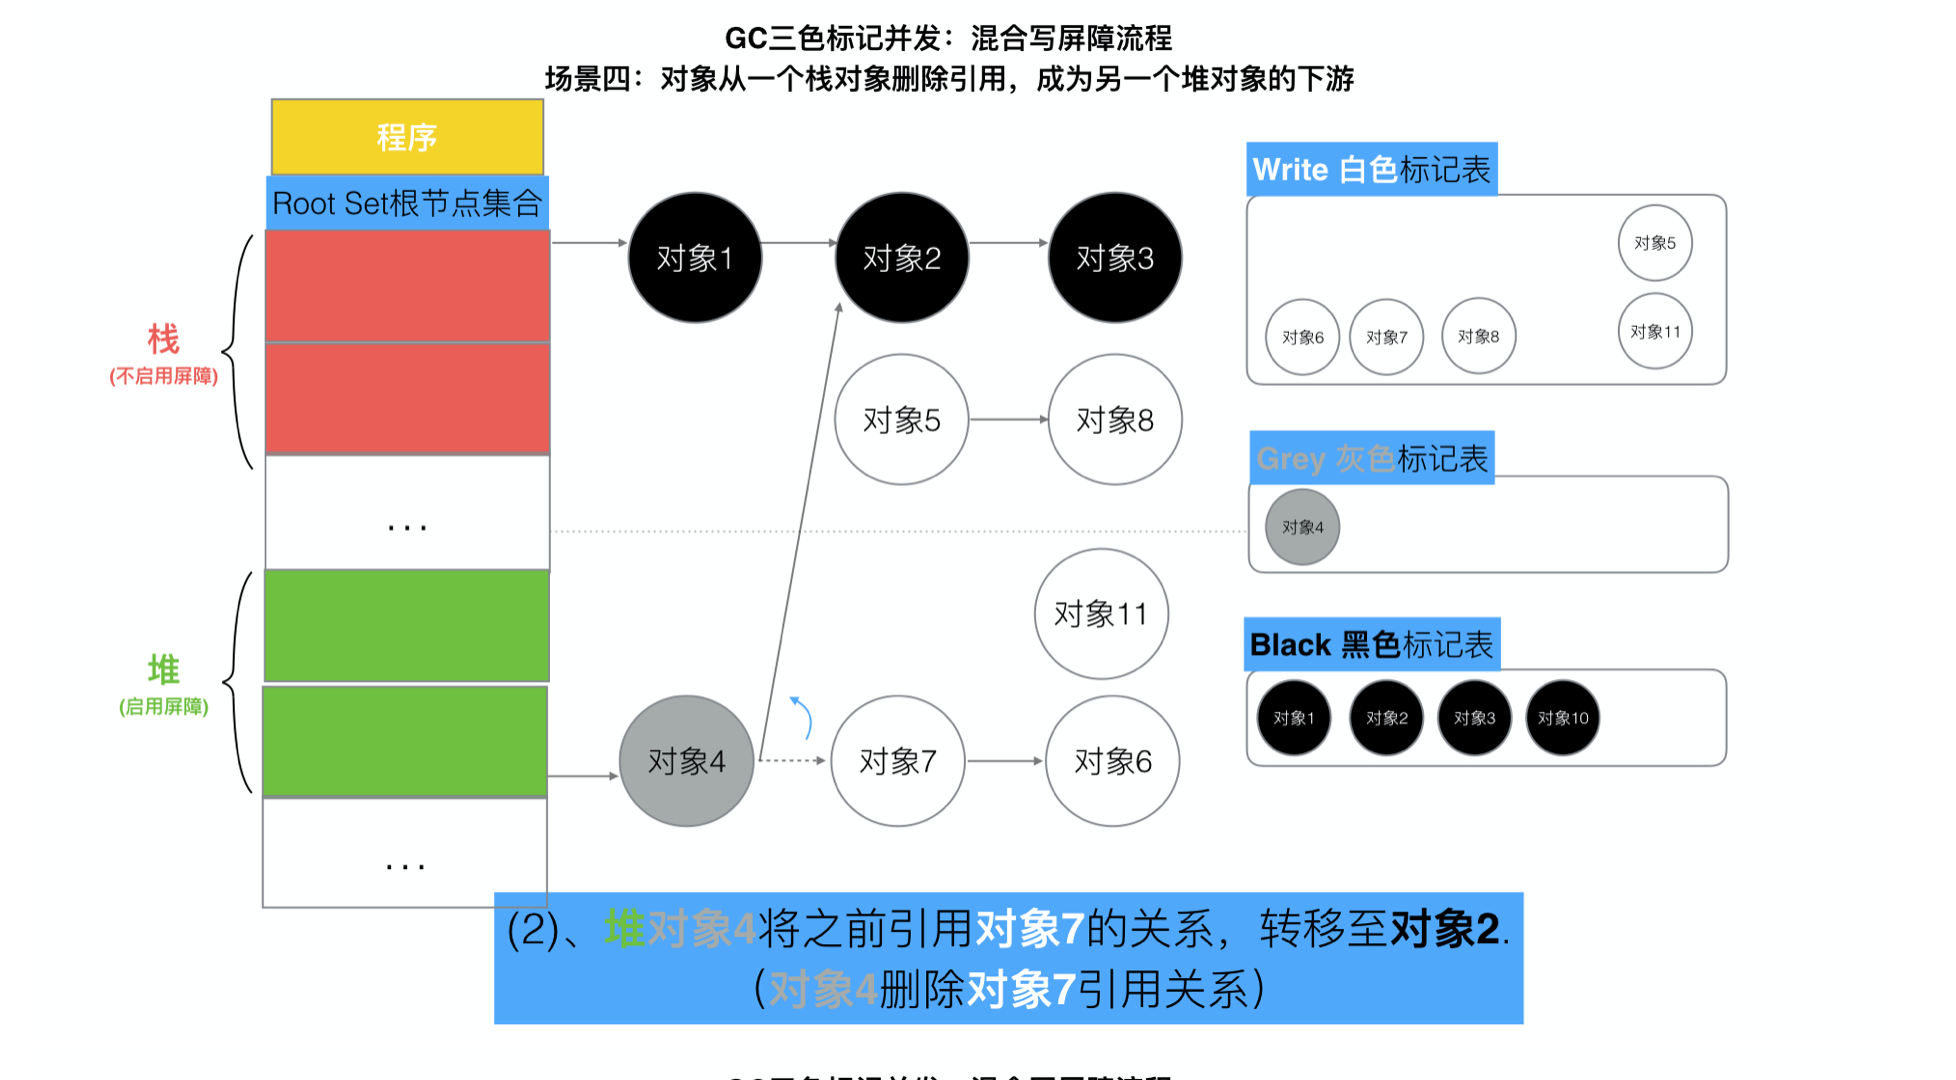 GC三色标记并发：混合写屏障流程
场景四：对象从一个栈对象删除引用，成为另一个堆对象的下游
程序
Root Set根节点集合
栈
(不启用屏障)
...
堆
(启用屏障)
...
对象1
对象2
对象3
对象5
对象8
对象11
对象4
对象7
对象6
Write 白色标记表
对象5
对象6
对象7
对象8
对象11
Grey 灰色标记表
对象4
Black 黑色标记表
对象1
对象2
对象3
对象10
(2)、堆对象4将之前引用对象7的关系，转移至对象2.
（对象4删除对象7引用关系）